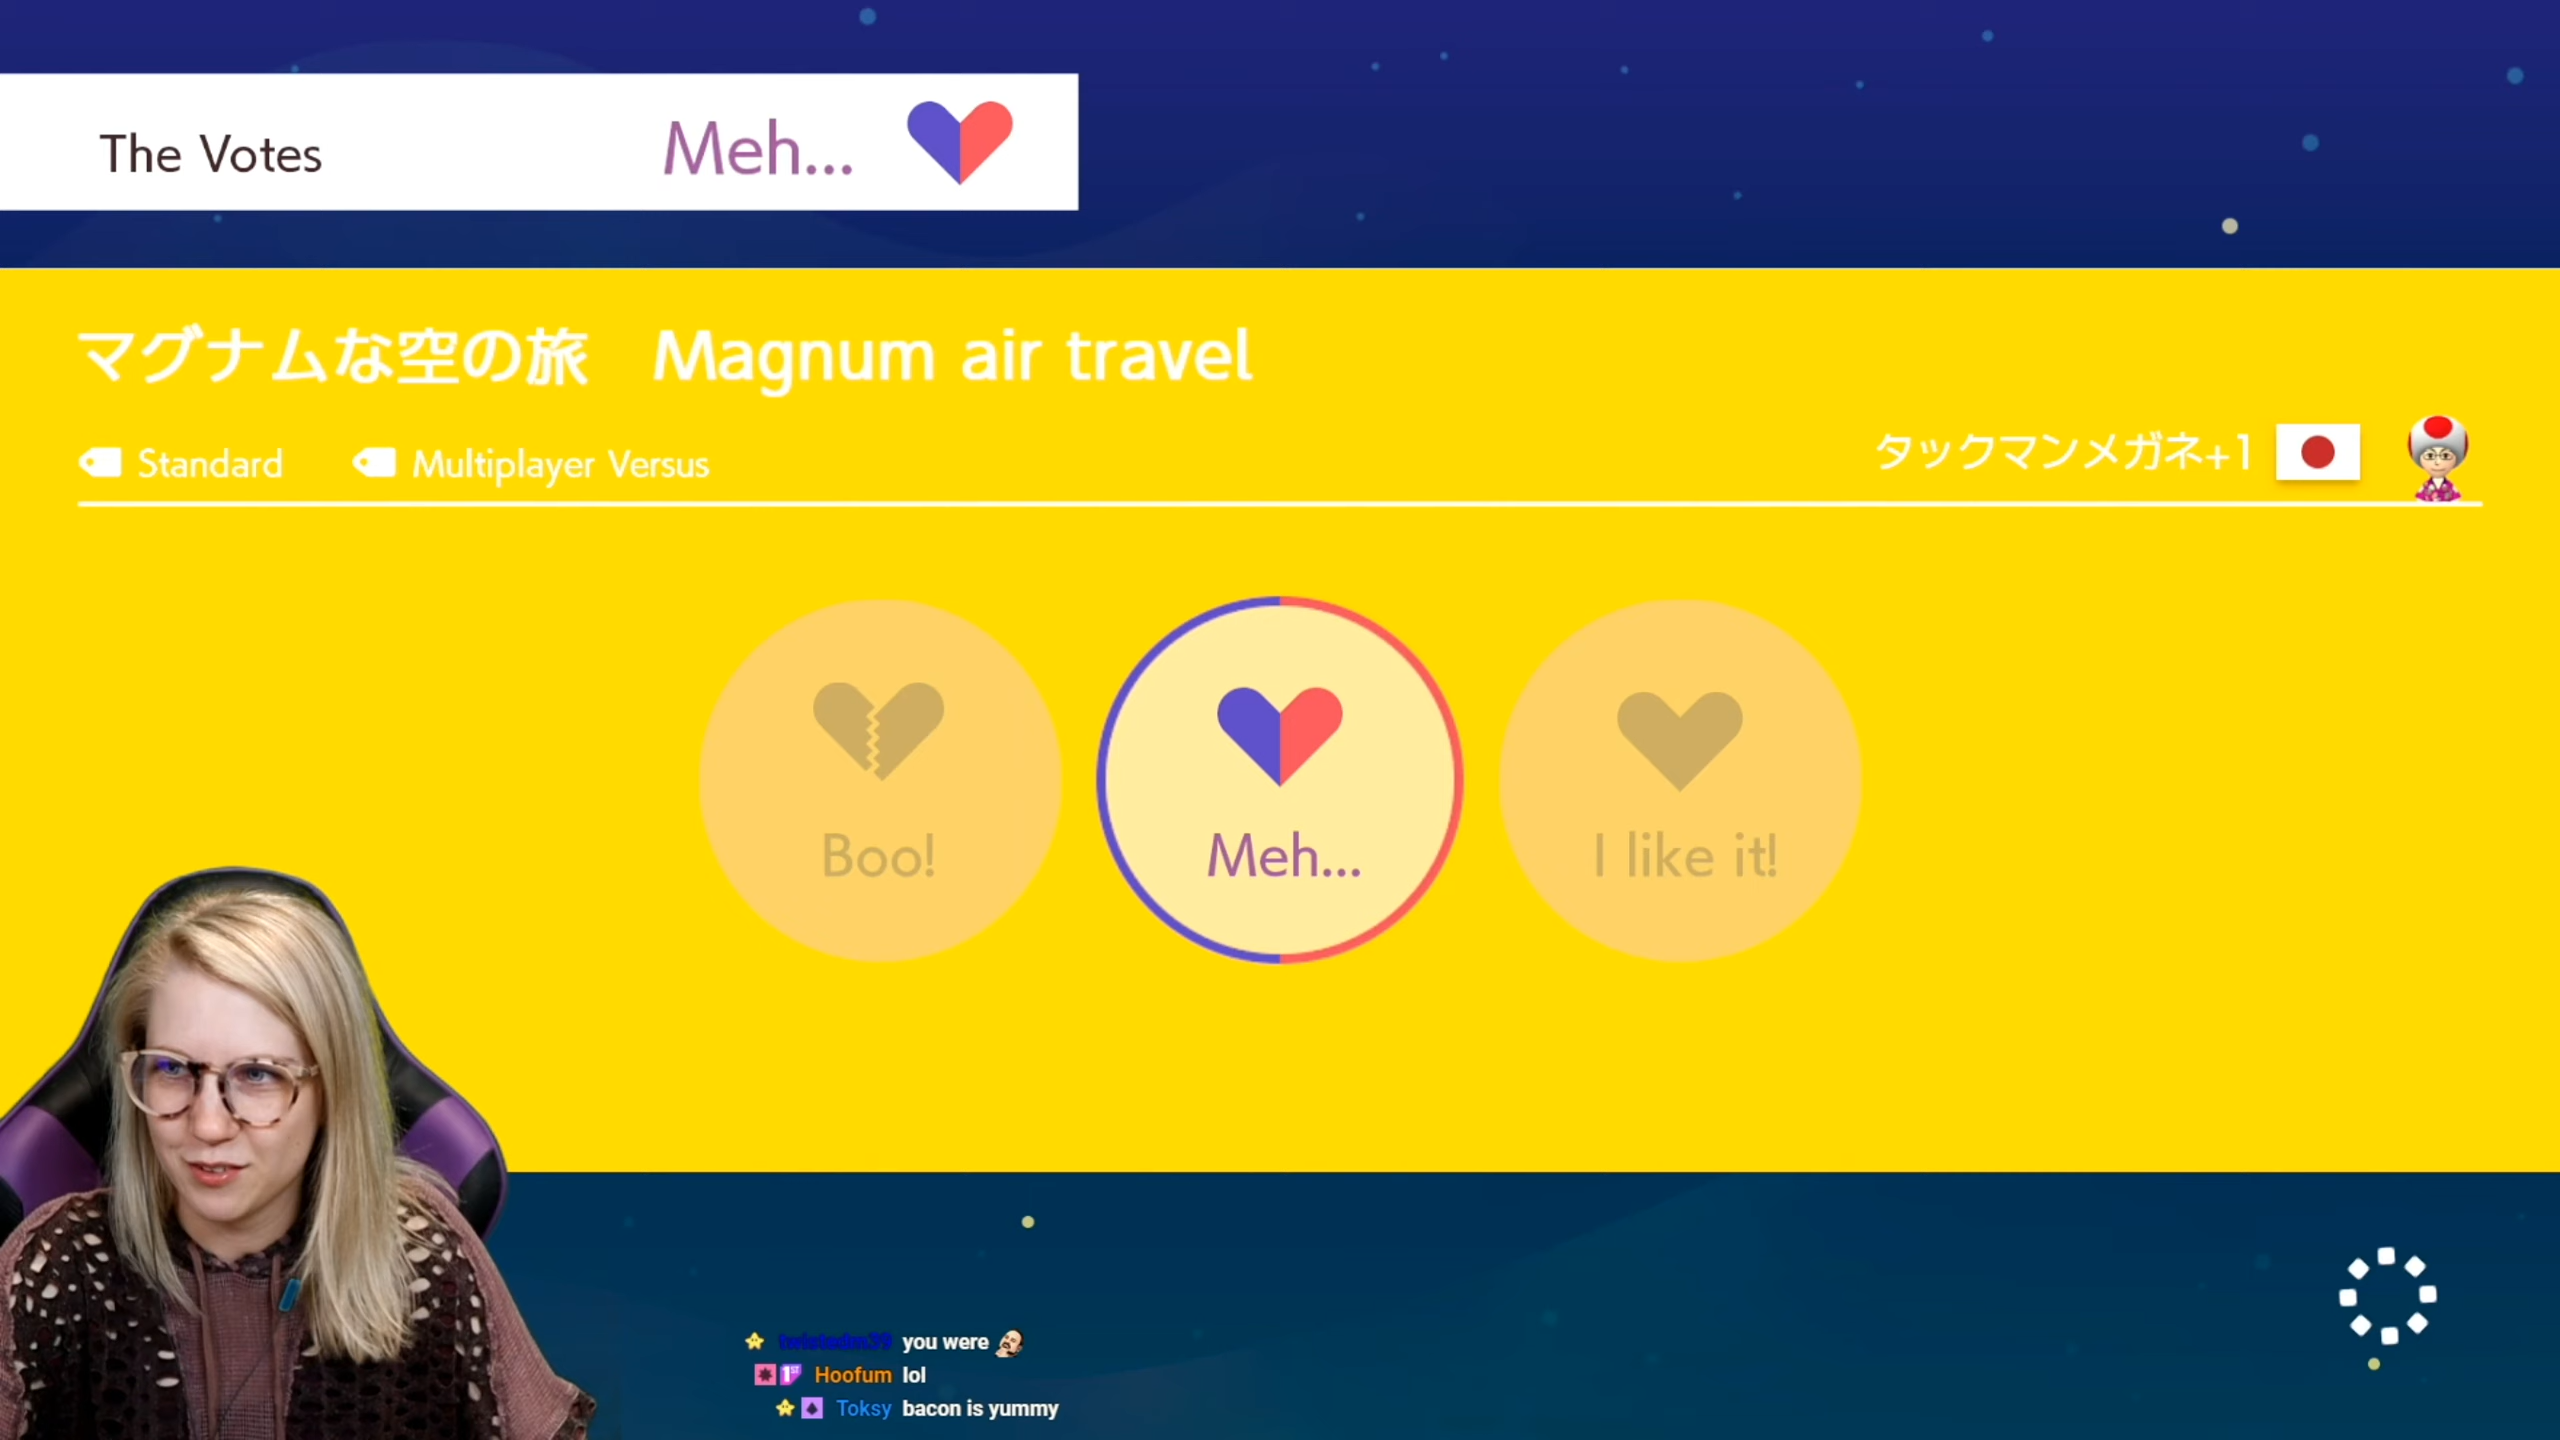 The Votes Meh...
マグナムな空の旅　Magnum air travel
Standard Multiplayer Versus
タックマンメガネ+1
Boo! Meh... I like it!
you were
1ST Hoofum lol
Toksy bacon is yummy